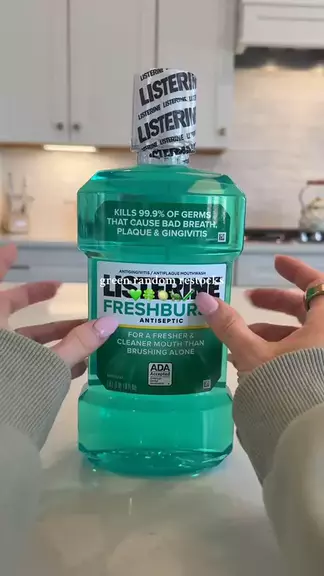 LISTERINE
LISTERINE
KILLS 99.9% OF GERMS
THAT CAUSE BAD BREATH,
PLAQUE & GINGIVITIS
ANTIGINGIVITIS / ANTIPLAQUE MOUTHWASH
green random restock
LISTERINE
FRESHBURST
ANTISEPTIC
FOR A FRESHER &
CLEANER MOUTH THAN
BRUSHING ALONE
ADA
Accepted